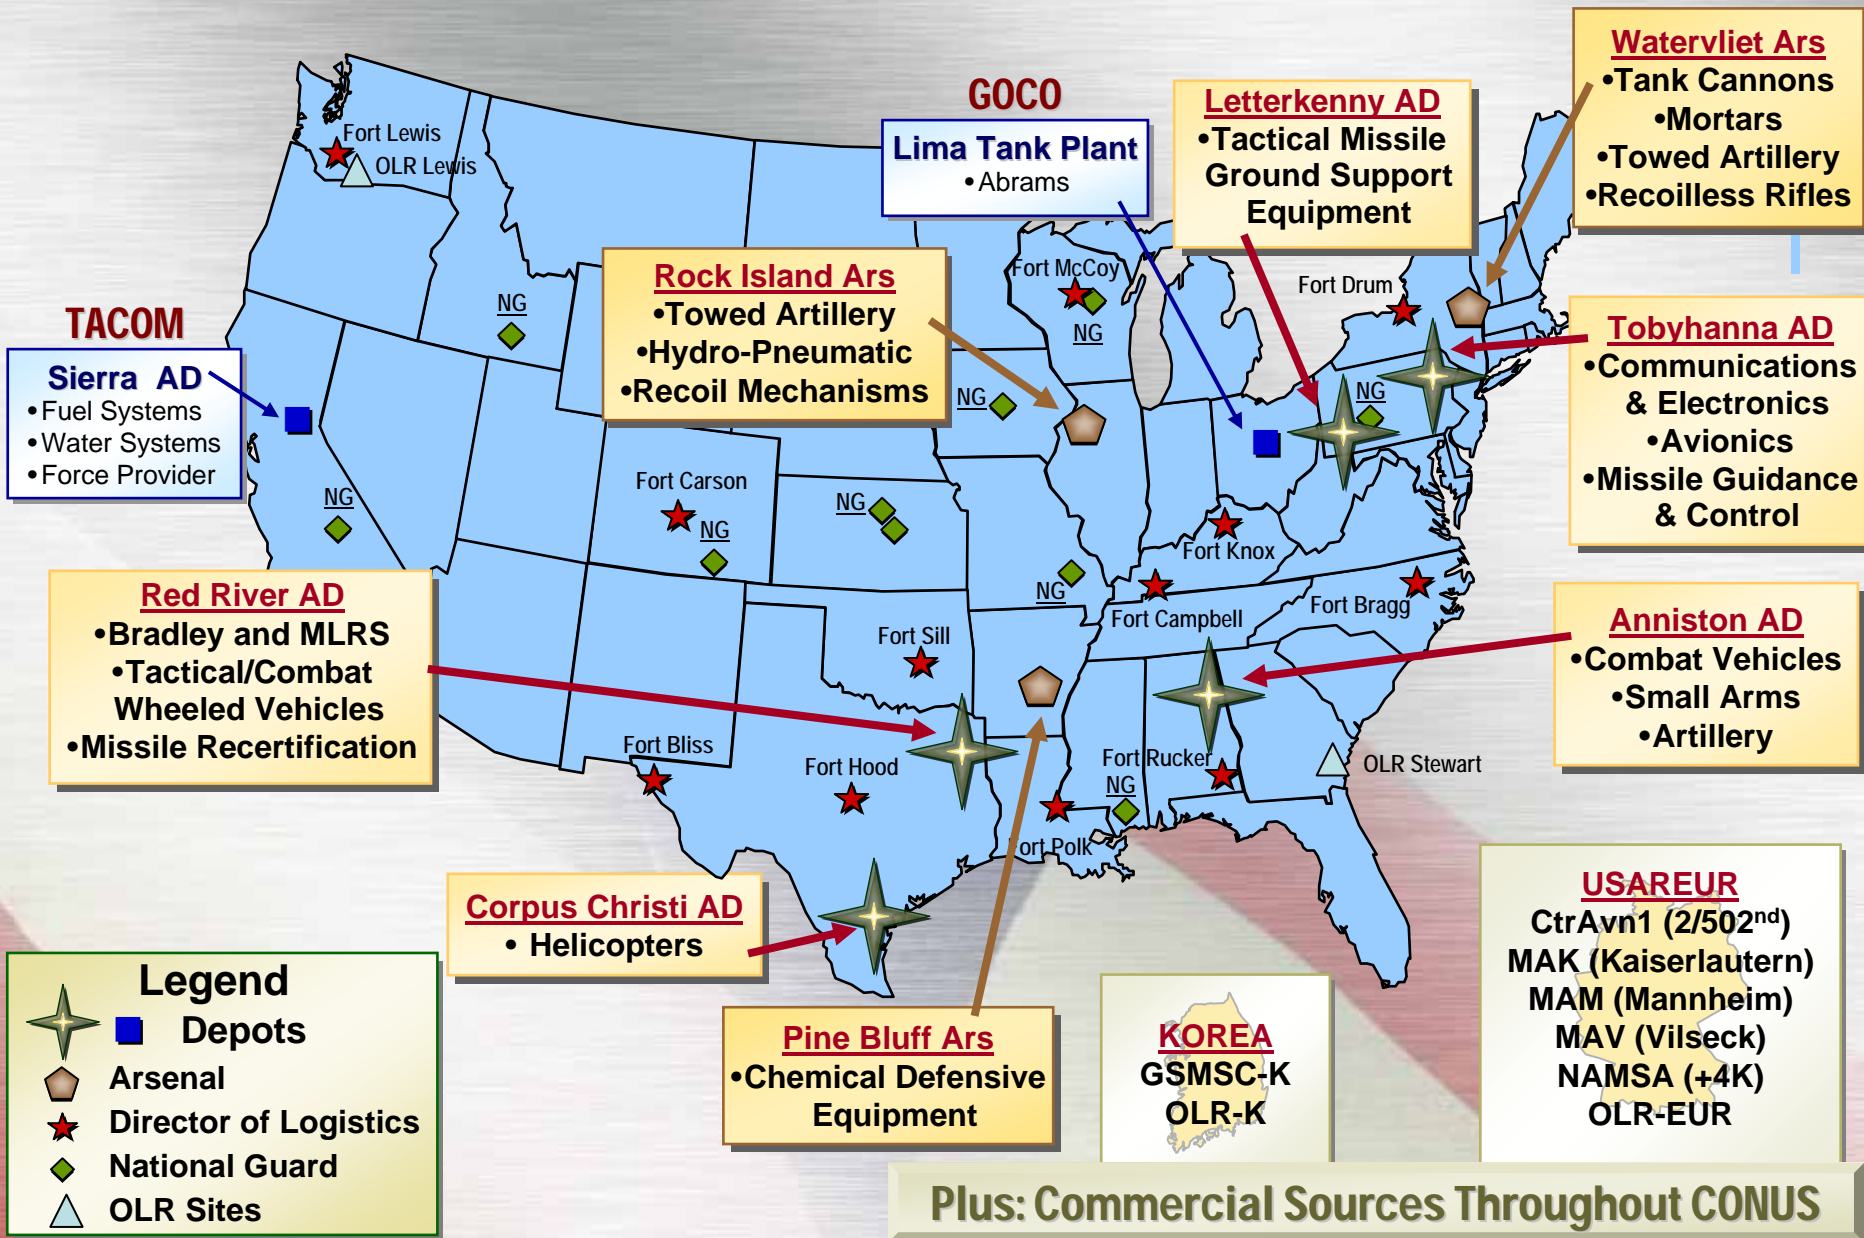 GOCO
Lima Tank Plant
• Abrams
Letterkenny AD
•Tactical Missile
Ground Support
Equipment
Watervliet Ars
•Tank Cannons
•Mortars
•Towed Artillery
•Recoilless Rifles
Fort Lewis
OLR Lewis
Rock Island Ars
•Towed Artillery
•Hydro-Pneumatic
•Recoil Mechanisms
Fort McCoy
NG
Fort Drum
NG
TACOM
Sierra AD
•Fuel Systems
•Water Systems
•Force Provider
Tobyhanna AD
•Communications
& Electronics
•Avionics
•Missile Guidance
& Control
NG
NG
NG
Fort Carson
NG
NG
Fort Knox
NG
Fort Campbell
Fort Bragg
Red River AD
•Bradley and MLRS
•Tactical/Combat
Wheeled Vehicles
•Missile Recertification
Fort Sill
Anniston AD
•Combat Vehicles
•Small Arms
•Artillery
Fort Bliss
Fort Hood
Fort Rucker
NG
OLR Stewart
Fort Polk
Corpus Christi AD
• Helicopters
Pine Bluff Ars
•Chemical Defensive
Equipment
KOREA
GSMSC-K
OLR-K
USAREUR
CtrAvn1 (2/502nd)
MAK (Kaiserlautern)
MAM (Mannheim)
MAV (Vilseck)
NAMSA (+4K)
OLR-EUR
Legend
Depots
Arsenal
Director of Logistics
National Guard
OLR Sites
Plus: Commercial Sources Throughout CONUS